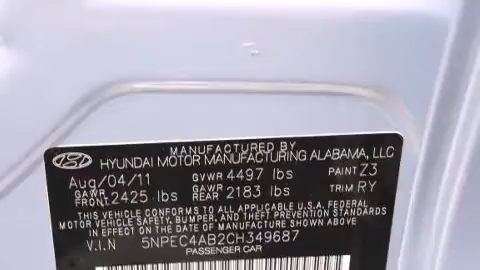 MANUFACTURED BY
HYUNDAI MOTOR MANUFACTURING ALABAMA, LLC
Aug/04/11 GVWR 4497 lbs PAINT Z3
GAWR FRONT 2425 lbs GAWR REAR 2183 lbs TRIM RY
THIS VEHICLE CONFORMS TO ALL APPLICABLE FEDERAL
MOTOR VEHICLE SAFETY, BUMPER, AND THEFT PREVENTION
STANDARDS IN EFFECT ON THE DATE OF MANUFACTURE SHOWN ABOVE.
V.I.N 5NPEC4AB2CH349687
PASSENGER CAR